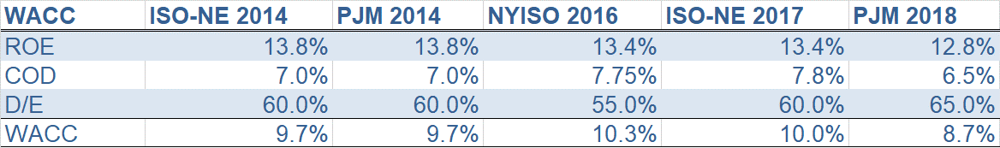 WACC ISO-NE 2014 PJM 2014 NYISO 2016 ISO-NE 2017 PJM 2018
ROE 13.8% 13.8% 13.4% 13.4% 12.8%
COD 7.0% 7.0% 7.75% 7.8% 6.5%
D/E 60.0% 60.0% 55.0% 60.0% 65.0%
WACC 9.7% 9.7% 10.3% 10.0% 8.7%